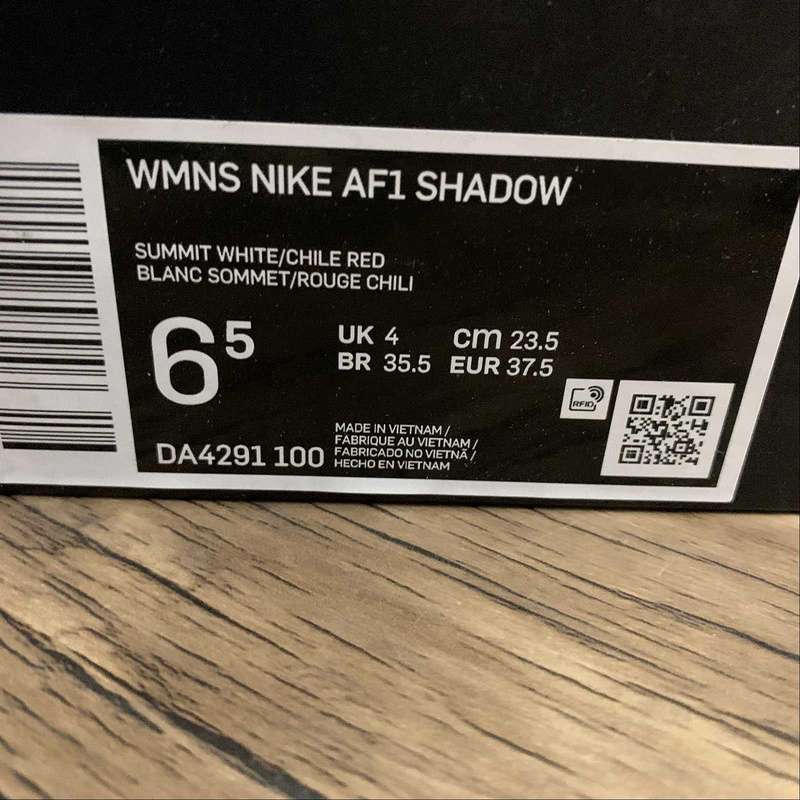 WMNS NIKE AF1 SHADOW
SUMMIT WHITE/CHILE RED
BLANC SOMMET/ROUGE CHILI
6 5
UK 4 cm 23.5
BR 35.5 EUR 37.5
RFID
DA4291 100
MADE IN VIETNAM /
FABRIQUE AU VIETNAM /
FABRICADO NO VIETNÃ /
HECHO EN VIETNAM